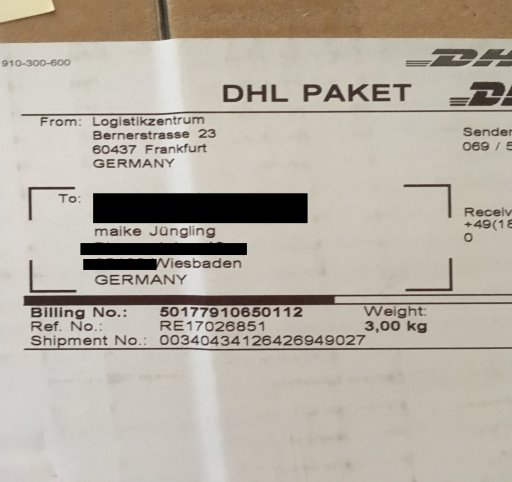 910-300-600
DHL PAKET
From: Logistikzentrum
Bernerstrasse 23
60437 Frankfurt
GERMANY
Sender
069 / 5
To:
maike Jüngling
Wiesbaden
GERMANY
Receiv
+49(18
0
Billing No.: 50177910650112
Ref. No.: RE17026851
Shipment No.: 00340434126426949027
Weight:
3,00 kg